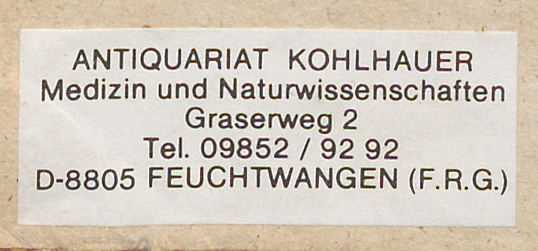 ANTIQUARIAT KOHLHAUER
Medizin und Naturwissenschaften
Graserweg 2
Tel. 09852 / 92 92
D-8805 FEUCHTWANGEN (F.R.G.)